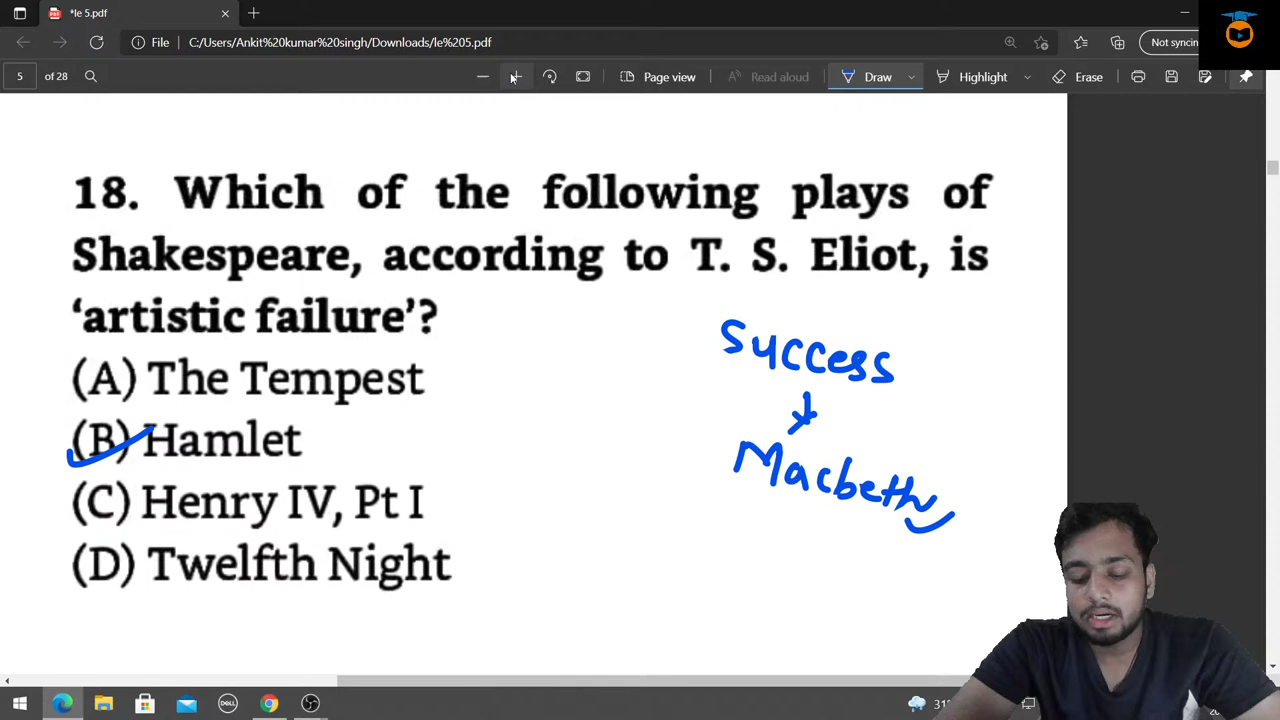 *le 5.pdf
File C:/Users/Ankit%20kumar%20singh/Downloads/le%205.pdf
Not syncin
5 of 28
Page view
Read aloud
Draw
Highlight
Erase
18. Which of the following plays of
Shakespeare, according to T. S. Eliot, is
‘artistic failure’?
(A) The Tempest
(B) Hamlet
(C) Henry IV, Pt I
(D) Twelfth Night
Success
Macbeth
DELL